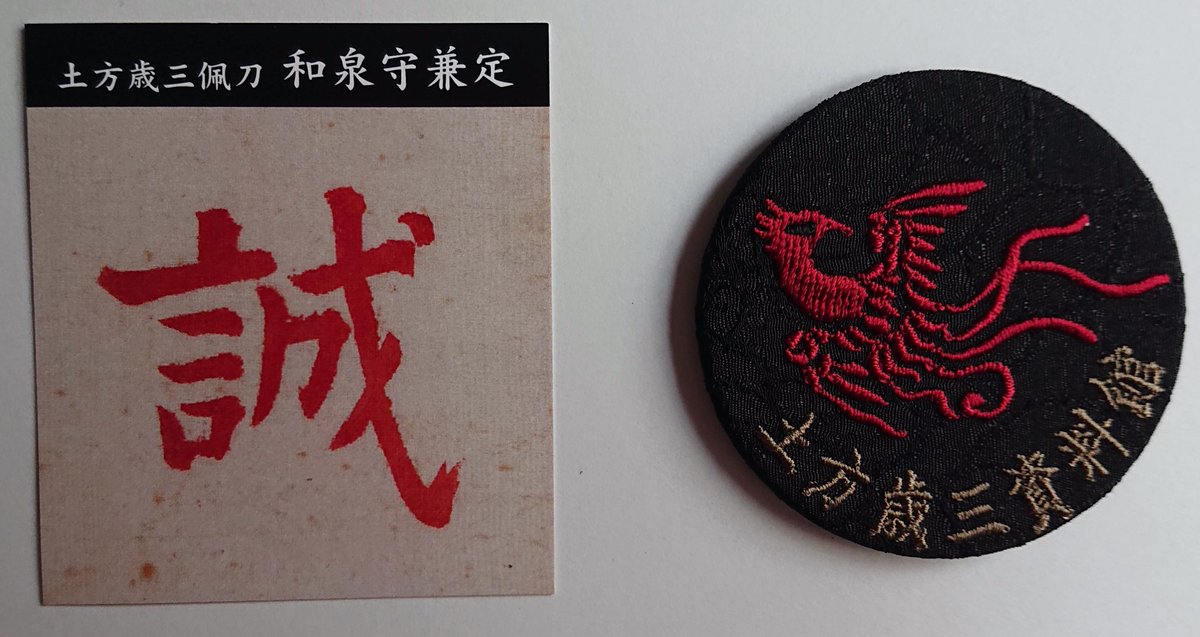 土方歳三佩刀 和泉守兼定
誠
土方歳三資料館